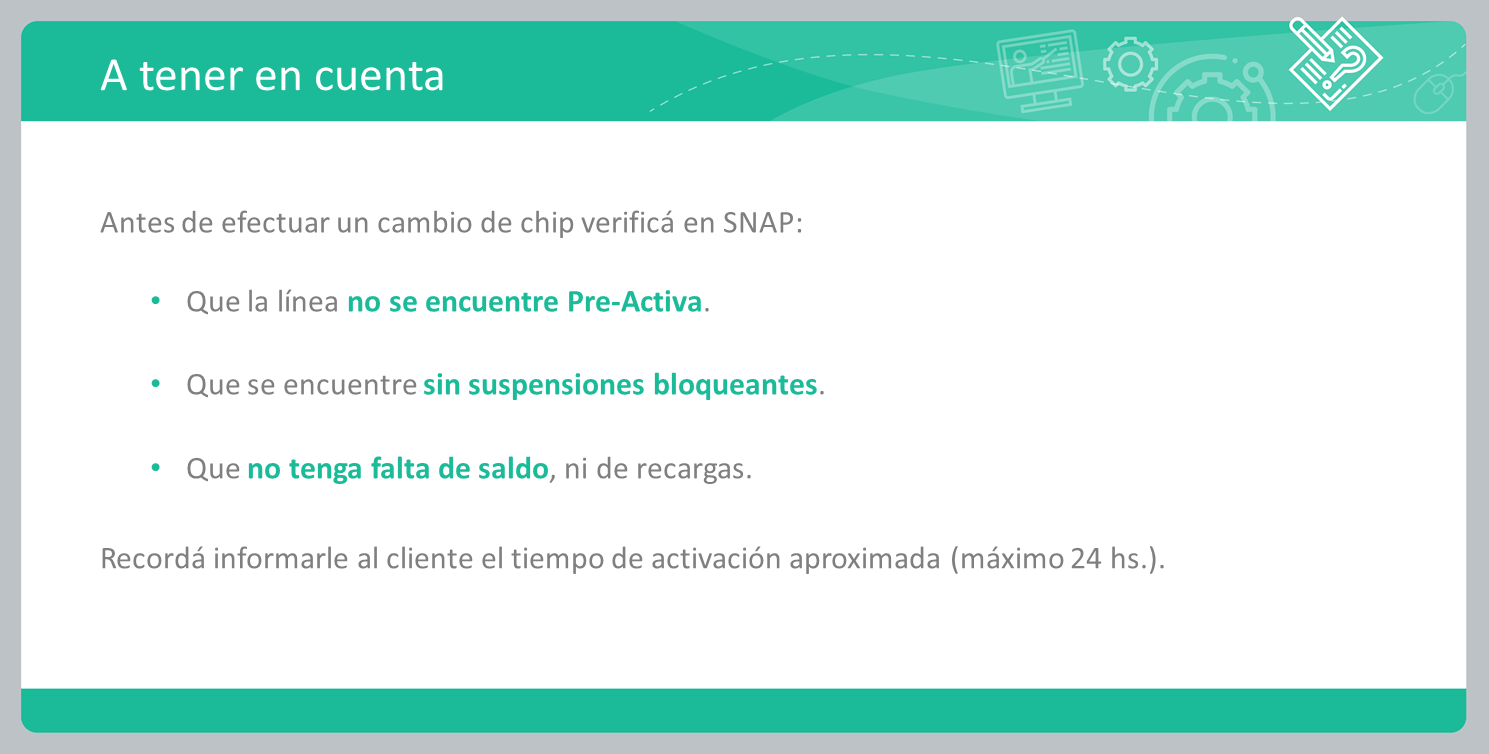 A tener en cuenta
Antes de efectuar un cambio de chip verificá en SNAP:
• Que la línea no se encuentre Pre-Activa.
• Que se encuentre sin suspensiones bloqueantes.
• Que no tenga falta de saldo, ni de recargas.
Recordá informarle al cliente el tiempo de activación aproximada (máximo 24 hs.).